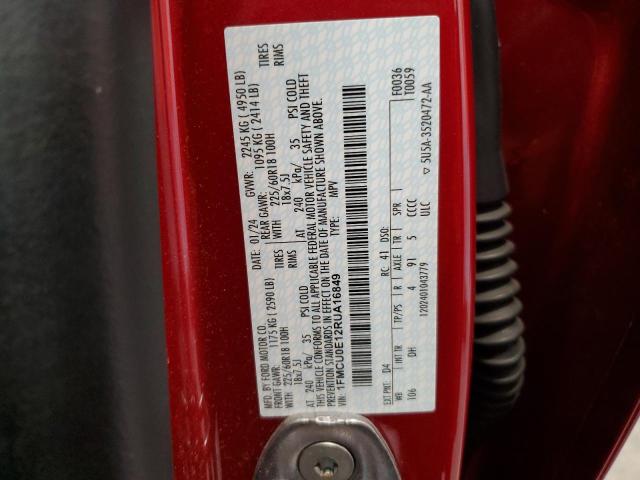 MFD. BY FORD MOTOR CO.
DATE: 01/24 GVWR: 2245 KG ( 4950 LB)
FRONT GAWR: 1175 KG ( 2590 LB) REAR GAWR: 1095 KG ( 2414 LB)
WITH 225/60R18 100H TIRES WITH 225/60R18 100H TIRES
18x7.5J RIMS 18x7.5J RIMS
AT 240 kPa/ 35 PSI COLD AT 240 kPa/ 35 PSI COLD
THIS VEHICLE CONFORMS TO ALL APPLICABLE FEDERAL MOTOR VEHICLE SAFETY AND THEFT
PREVENTION STANDARDS IN EFFECT ON THE DATE OF MANUFACTURE SHOWN ABOVE.
VIN: 1FMCU0E12RUA16849 TYPE: MPV
F0036
T0059
EXT PNT: D4 RC: 41 DSO:
WB INT TR TP/PS R AXLE TR SPR
106 DH 4 91 5 CCCC
ULC
1202401043779
5U5A-3520472-AA